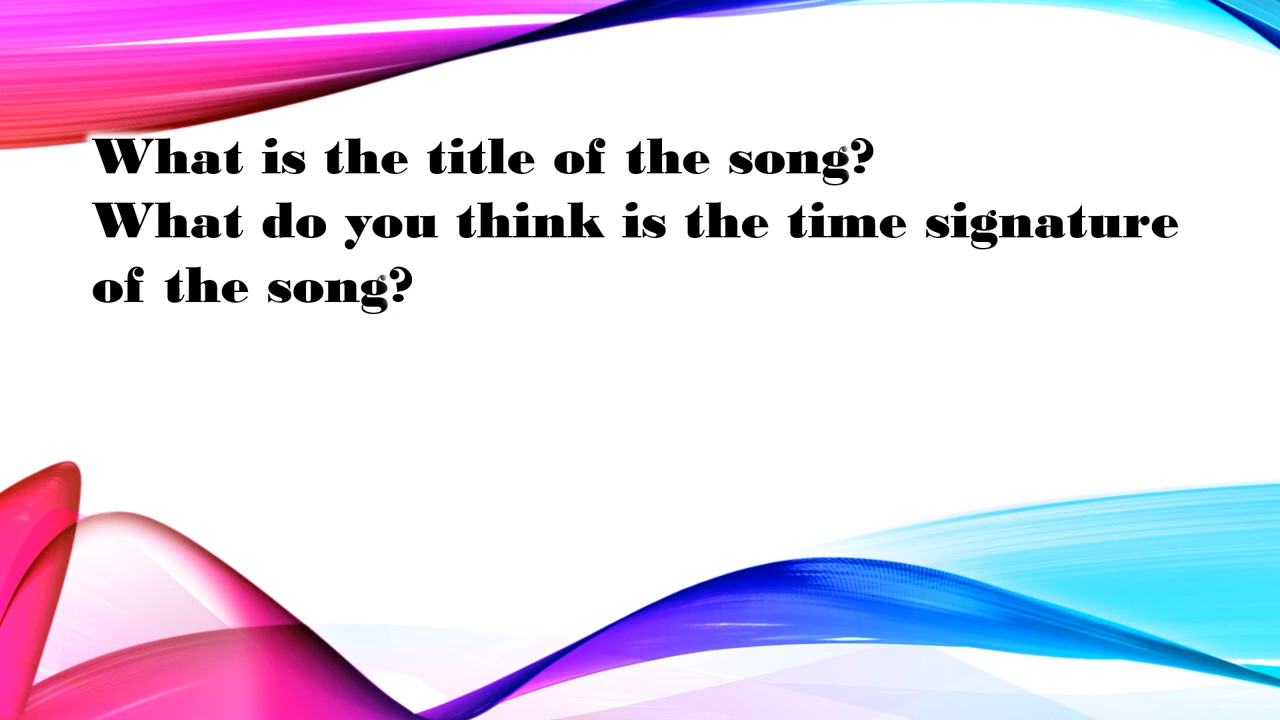 What is the title of the song?
What do you think is the time signature
of the song?